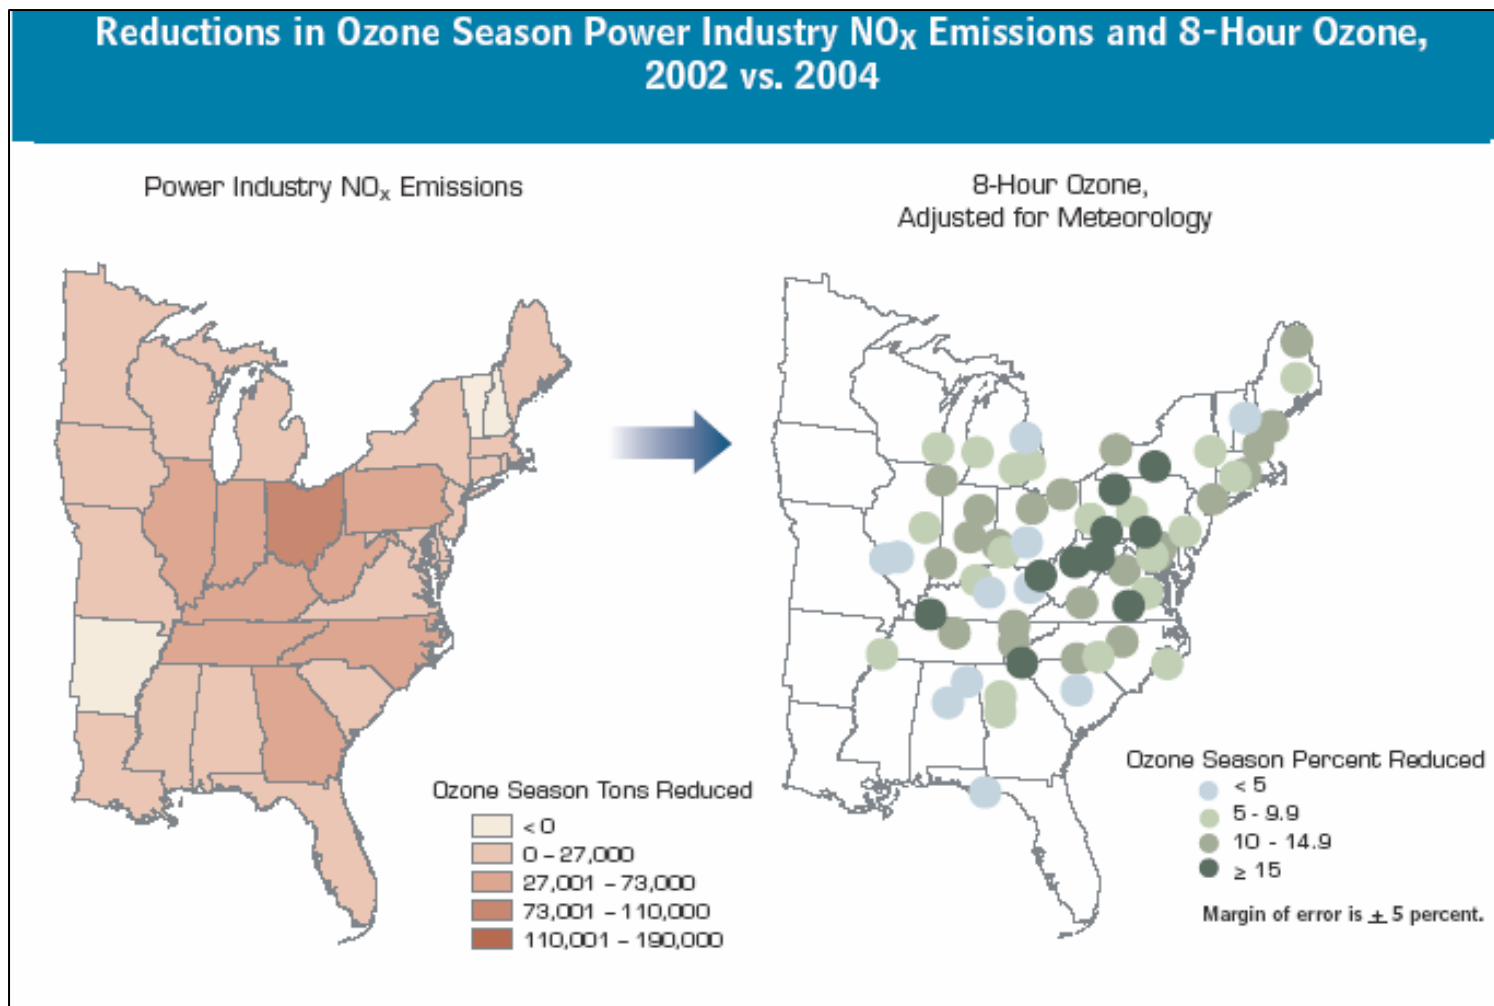 Reductions in Ozone Season Power Industry NOx Emissions and 8-Hour Ozone,
2002 vs. 2004
Power Industry NOx Emissions
8-Hour Ozone,
Adjusted for Meteorology
Ozone Season Tons Reduced
< 0
0 – 27,000
27,001 – 73,000
73,001 – 110,000
110,001 – 190,000
Ozone Season Percent Reduced
< 5
5 - 9.9
10 - 14.9
≥ 15
Margin of error is ± 5 percent.